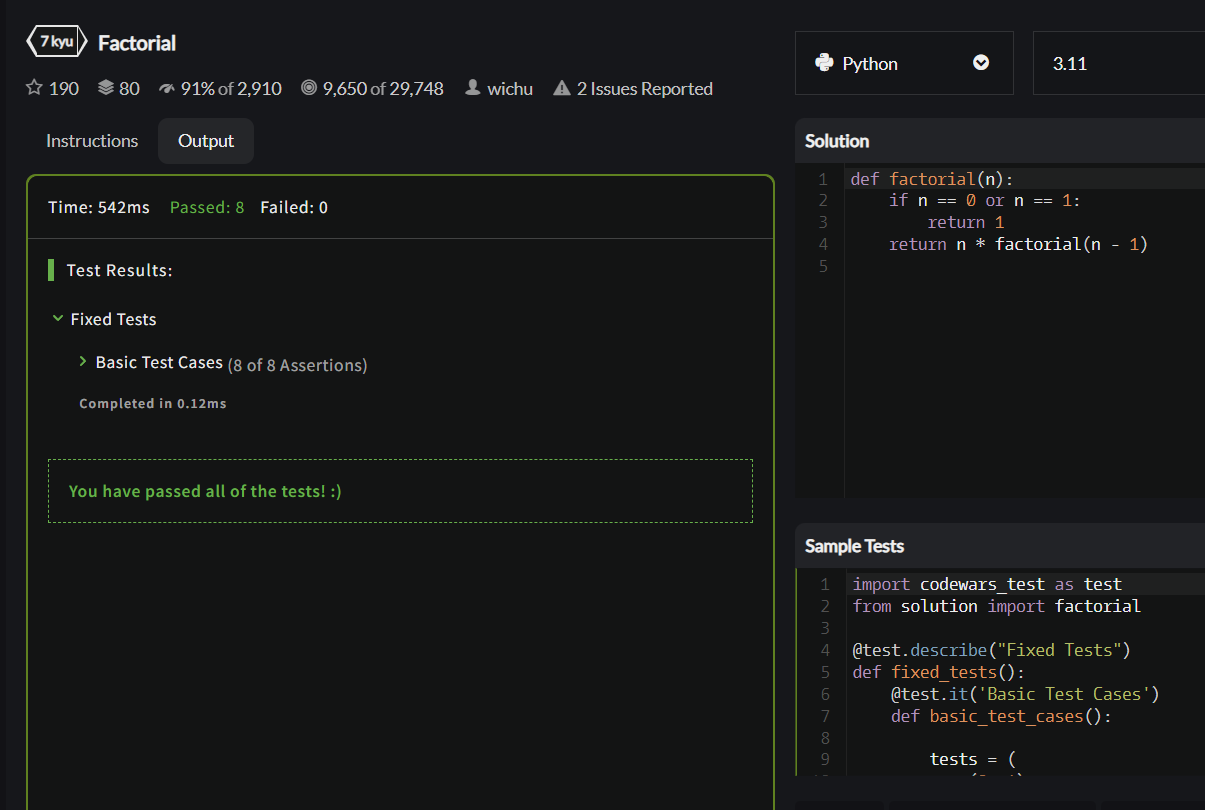 7 kyu Factorial
190 80 91% of 2,910 9,650 of 29,748 wichu 2 Issues Reported
Instructions Output
Time: 542ms Passed: 8 Failed: 0
Test Results:
Fixed Tests
Basic Test Cases (8 of 8 Assertions)
Completed in 0.12ms
You have passed all of the tests! :)
Python 3.11
Solution
1 def factorial(n):
2     if n == 0 or n == 1:
3         return 1
4     return n * factorial(n - 1)
5
Sample Tests
1 import codewars_test as test
2 from solution import factorial
3
4 @test.describe("Fixed Tests")
5 def fixed_tests():
6     @test.it('Basic Test Cases')
7     def basic_test_cases():
8
9         tests = (